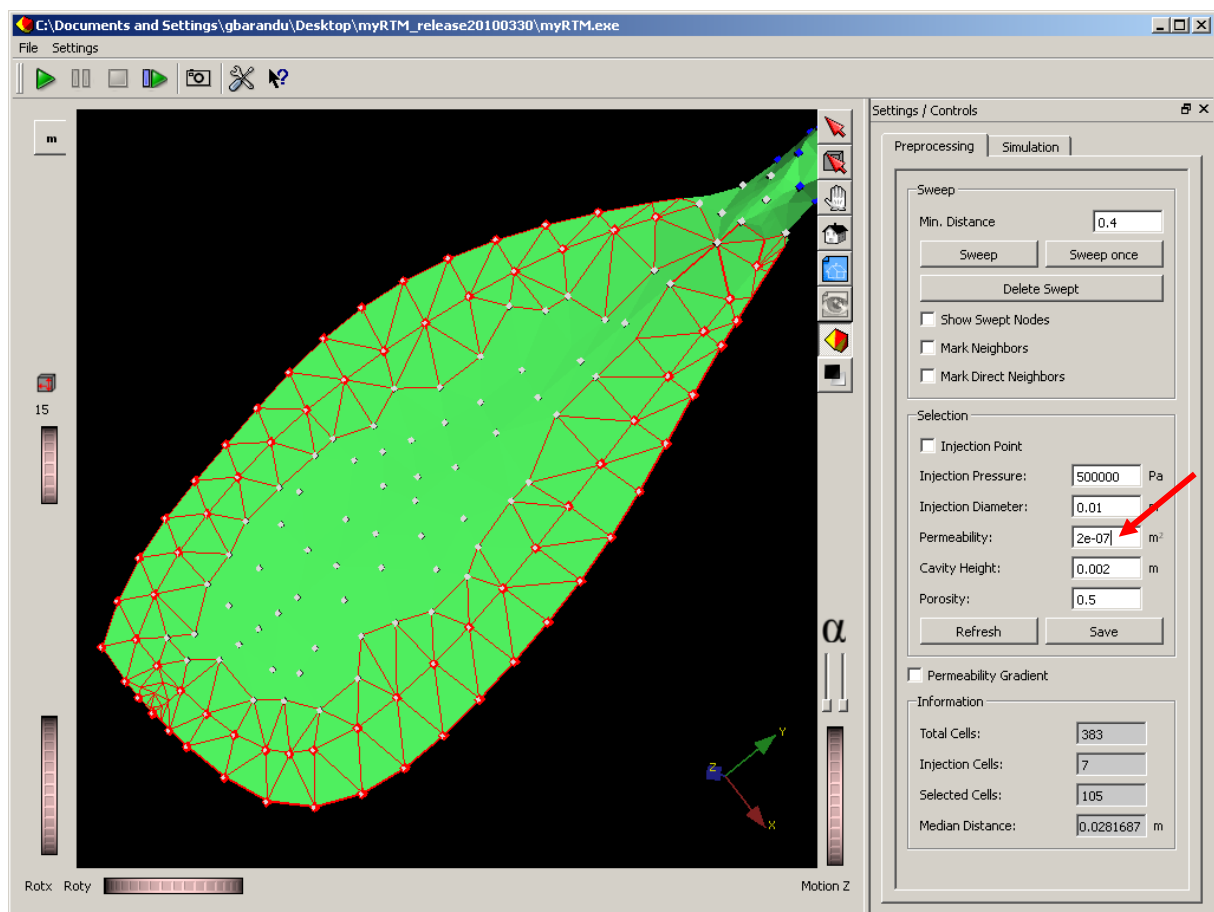 C:\Documents and Settings\gbarandu\Desktop\myRTM_release20100330\myRTM.exe
File Settings
m
15
Rotx Roty
Motion Z
α
Y
Z
X
Settings / Controls
Preprocessing Simulation
Sweep
Min. Distance 0.4
Sweep Sweep once
Delete Swept
Show Swept Nodes
Mark Neighbors
Mark Direct Neighbors
Selection
Injection Point
Injection Pressure: 500000 Pa
Injection Diameter: 0.01
Permeability: 2e-07 m²
Cavity Height: 0.002 m
Porosity: 0.5
Refresh Save
Permeability Gradient
Information
Total Cells: 383
Injection Cells: 7
Selected Cells: 105
Median Distance: 0.0281687 m